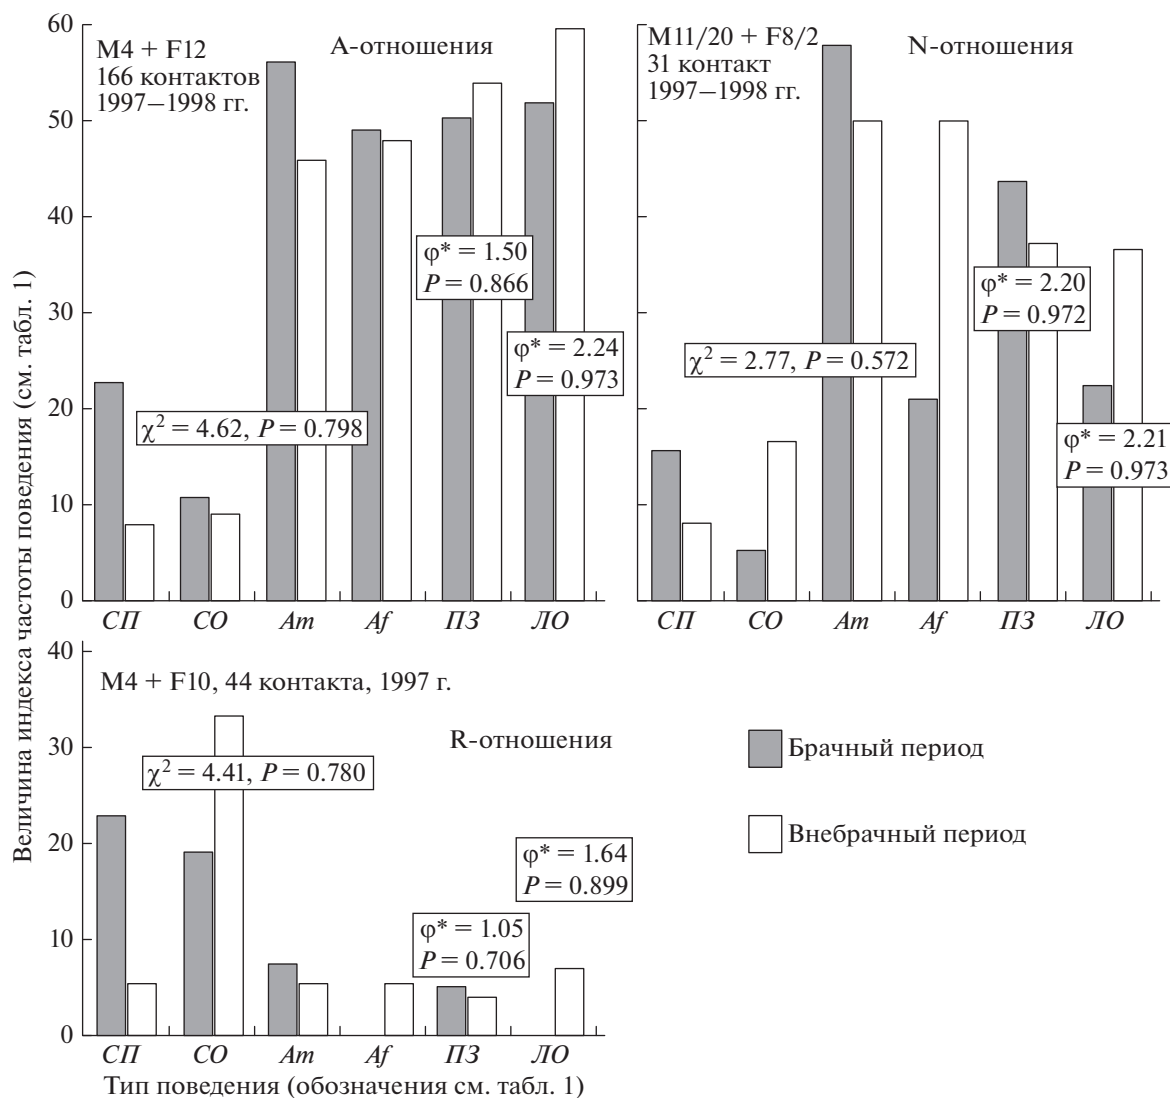 Величина индекса частоты поведения (см. табл. 1)
60
50
40
30
20
10
0
M4 + F12
166 контактов
1997–1998 гг.
А-отношения
φ* = 1.50
P = 0.866
φ* = 2.24
P = 0.973
χ² = 4.62, P = 0.798
СП СО Am Af ПЗ ЛО
M11/20 + F8/2
31 контакт
1997–1998 гг.
N-отношения
φ* = 2.20
P = 0.972
χ² = 2.77, P = 0.572
φ* = 2.21
P = 0.973
СП СО Am Af ПЗ ЛО
40
30
20
10
0
M4 + F10, 44 контакта, 1997 г.
R-отношения
χ² = 4.41, P = 0.780
φ* = 1.64
P = 0.899
φ* = 1.05
P = 0.706
СП СО Am Af ПЗ ЛО
Тип поведения (обозначения см. табл. 1)
Брачный период
Внебрачный период